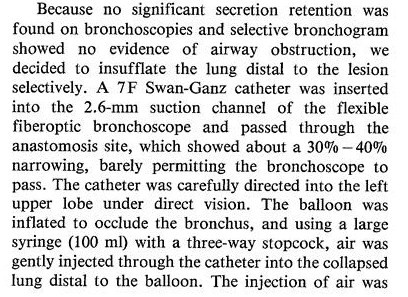 Because no significant secretion retention was
found on bronchoscopies and selective bronchogram
showed no evidence of airway obstruction, we
decided to insufflate the lung distal to the lesion
selectively. A 7F Swan-Ganz catheter was inserted
into the 2.6-mm suction channel of the flexible
fiberoptic bronchoscope and passed through the
anastomosis site, which showed about a 30% – 40%
narrowing, barely permitting the bronchoscope to
pass. The catheter was carefully directed into the left
upper lobe under direct vision. The balloon was
inflated to occlude the bronchus, and using a large
syringe (100 ml) with a three-way stopcock, air was
gently injected through the catheter into the collapsed
lung distal to the balloon. The injection of air was